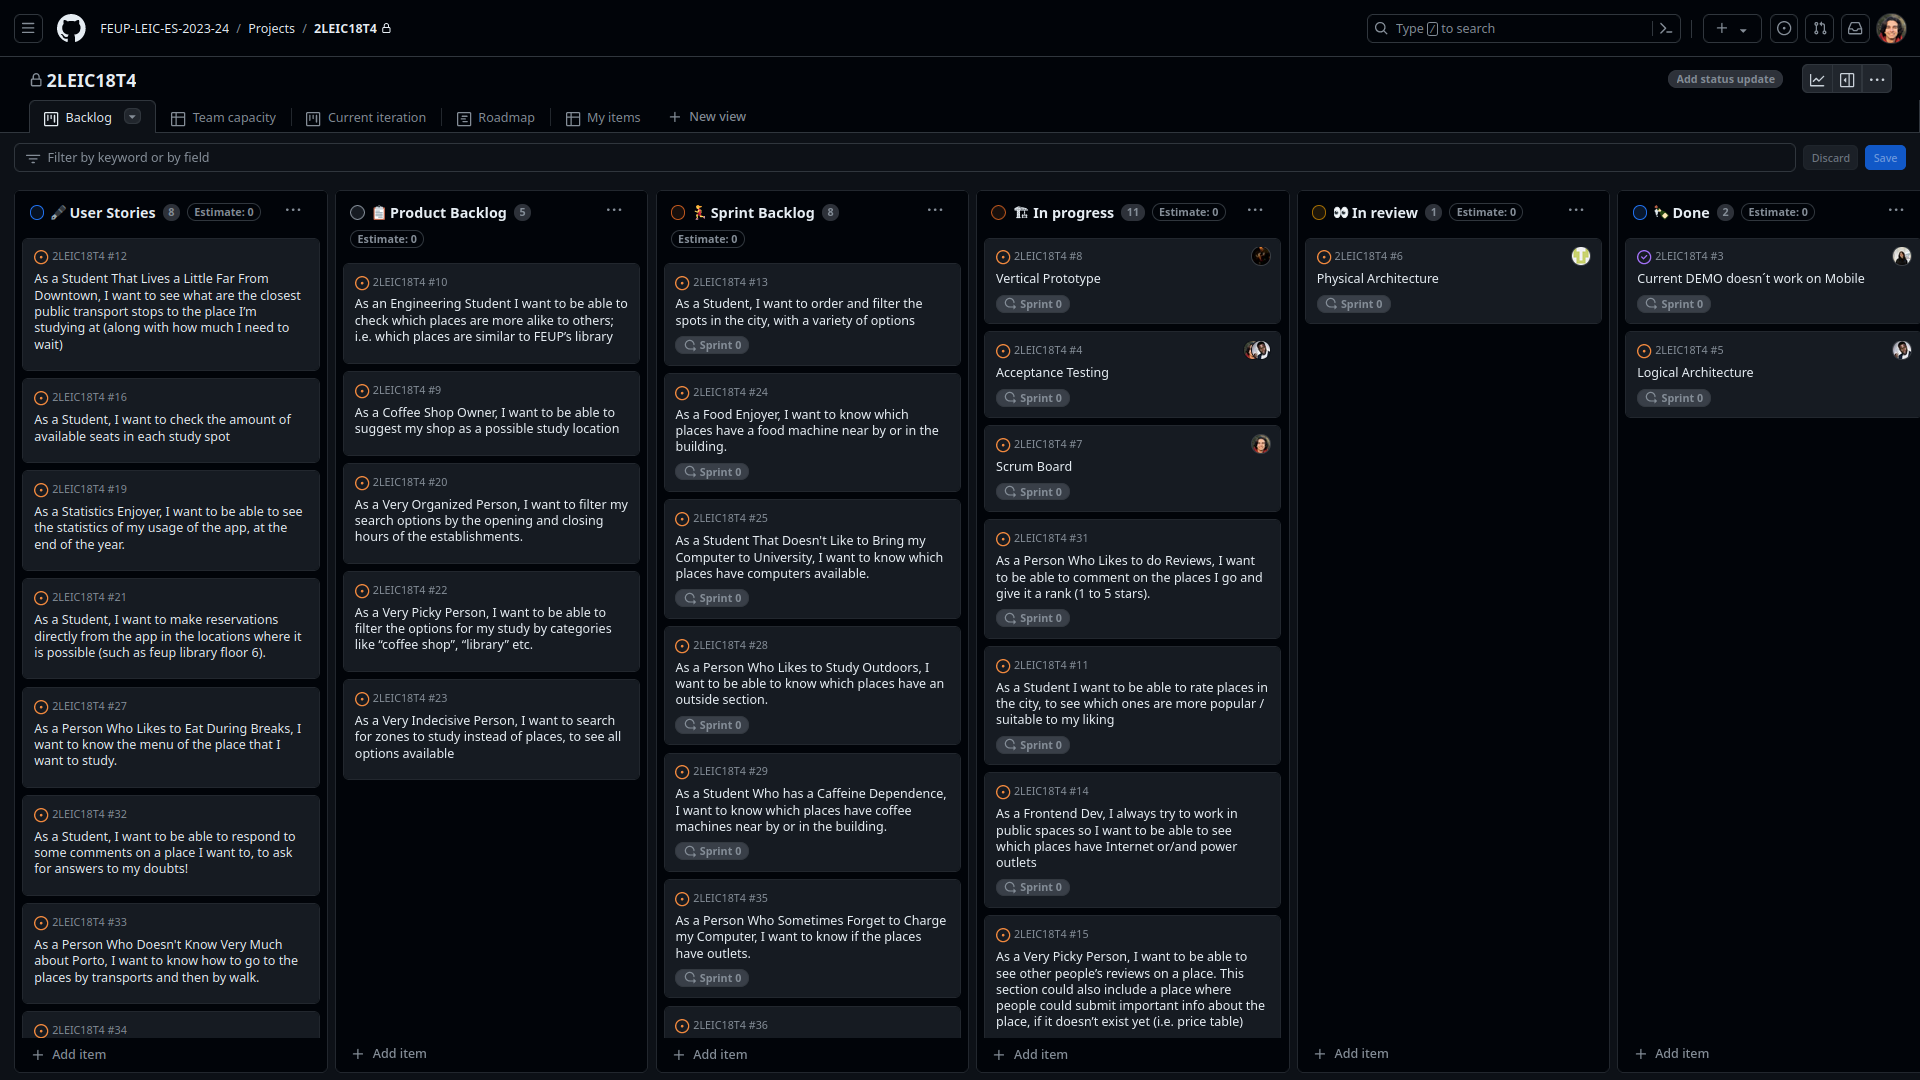 FEUP-LEIC-ES-2023-24 / Projects / 2LEIC18T4
Type / to search
2LEIC18T4
Add status update
Backlog
Team capacity
Current iteration
Roadmap
My items
New view
Filter by keyword or by field
Discard
Save
User Stories 8 Estimate: 0
2LEIC18T4 #12
As a Student That Lives a Little Far From
Downtown, I want to see what are the closest
public transport stops to the place I’m
studying at (along with how much I need to
wait)
2LEIC18T4 #16
As a Student, I want to check the amount of
available seats in each study spot
2LEIC18T4 #19
As a Statistics Enjoyer, I want to be able to see
the statistics of my usage of the app, at the
end of the year.
2LEIC18T4 #21
As a Student, I want to make reservations
directly from the app in the locations where it
is possible (such as feup library floor 6).
2LEIC18T4 #27
As a Person Who Likes to Eat During Breaks, I
want to know the menu of the place that I
want to study.
2LEIC18T4 #32
As a Student, I want to be able to respond to
some comments on a place I want to, to ask
for answers to my doubts!
2LEIC18T4 #33
As a Person Who Doesn't Know Very Much
about Porto, I want to know how to go to the
places by transports and then by walk.
2LEIC18T4 #34
Add item
Product Backlog 5
Estimate: 0
2LEIC18T4 #10
As an Engineering Student I want to be able to
check which places are more alike to others;
i.e. which places are similar to FEUP’s library
2LEIC18T4 #9
As a Coffee Shop Owner, I want to be able to
suggest my shop as a possible study location
2LEIC18T4 #20
As a Very Organized Person, I want to filter my
search options by the opening and closing
hours of the establishments.
2LEIC18T4 #22
As a Very Picky Person, I want to be able to
filter the options for my study by categories
like “coffee shop”, “library” etc.
2LEIC18T4 #23
As a Very Indecisive Person, I want to search
for zones to study instead of places, to see all
options available
Add item
Sprint Backlog 8
Estimate: 0
2LEIC18T4 #13
As a Student, I want to order and filter the
spots in the city, with a variety of options
Sprint 0
2LEIC18T4 #24
As a Food Enjoyer, I want to know which
places have a food machine near by or in the
building.
Sprint 0
2LEIC18T4 #25
As a Student That Doesn't Like to Bring my
Computer to University, I want to know which
places have computers available.
Sprint 0
2LEIC18T4 #28
As a Person Who Likes to Study Outdoors, I
want to be able to know which places have an
outside section.
Sprint 0
2LEIC18T4 #29
As a Student Who has a Caffeine Dependence,
I want to know which places have coffee
machines near by or in the building.
Sprint 0
2LEIC18T4 #35
As a Person Who Sometimes Forget to Charge
my Computer, I want to know if the places
have outlets.
Sprint 0
2LEIC18T4 #36
Add item
In progress 11 Estimate: 0
2LEIC18T4 #8
Vertical Prototype
Sprint 0
2LEIC18T4 #4
Acceptance Testing
Sprint 0
2LEIC18T4 #7
Scrum Board
Sprint 0
2LEIC18T4 #31
As a Person Who Likes to do Reviews, I want
to be able to comment on the places I go and
give it a rank (1 to 5 stars).
Sprint 0
2LEIC18T4 #11
As a Student I want to be able to rate places in
the city, to see which ones are more popular /
suitable to my liking
Sprint 0
2LEIC18T4 #14
As a Frontend Dev, I always try to work in
public spaces so I want to be able to see
which places have Internet or/and power
outlets
Sprint 0
2LEIC18T4 #15
As a Very Picky Person, I want to be able to
see other people’s reviews on a place. This
section could also include a place where
people could submit important info about the
place, if it doesn’t exist yet (i.e. price table)
Add item
In review 1 Estimate: 0
2LEIC18T4 #6
Physical Architecture
Sprint 0
Add item
Done 2 Estimate: 0
2LEIC18T4 #3
Current DEMO doesn´t work on Mobile
Sprint 0
2LEIC18T4 #5
Logical Architecture
Sprint 0
Add item